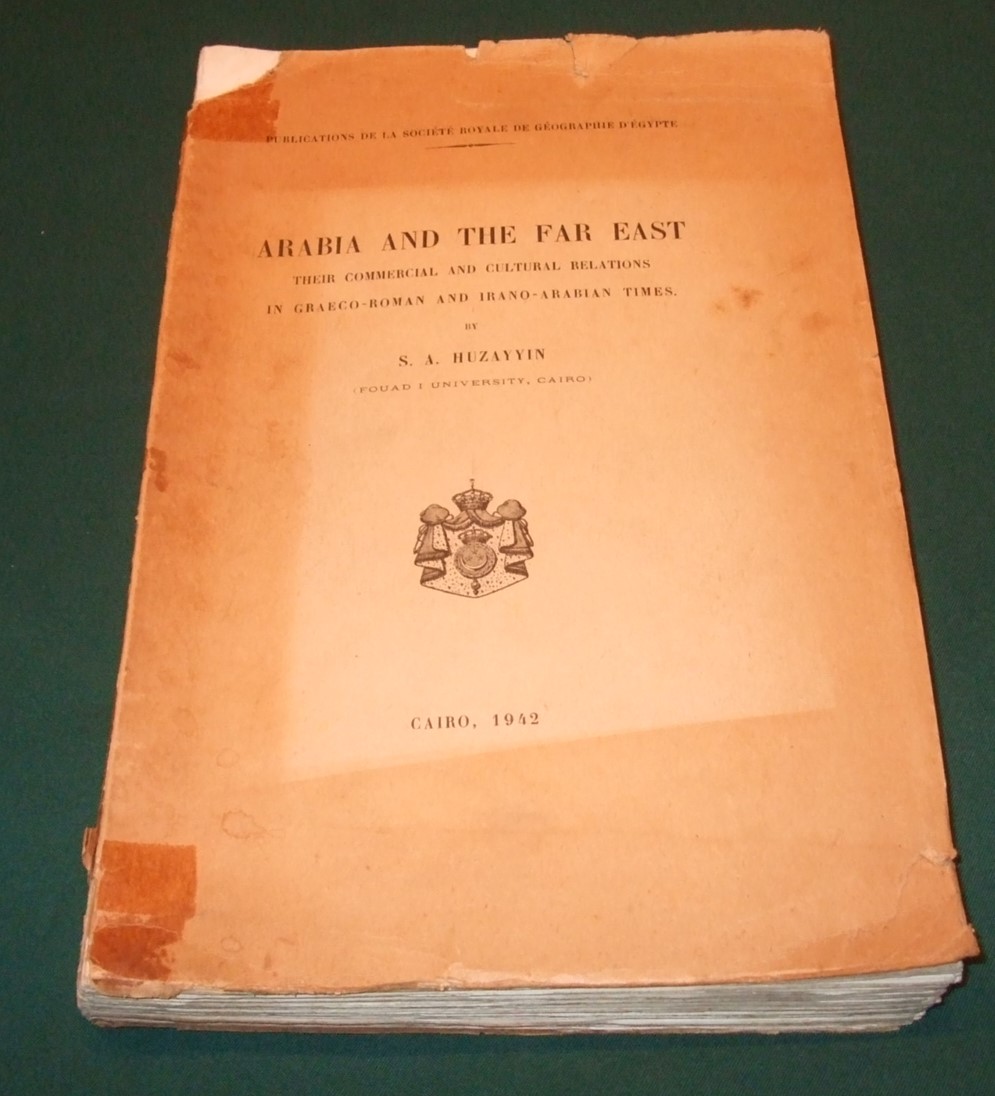 PUBLICATIONS DE LA SOCIÉTÉ ROYALE DE GÉOGRAPHIE D'ÉGYPTE
ARABIA AND THE FAR EAST
THEIR COMMERCIAL AND CULTURAL RELATIONS
IN GRAECO-ROMAN AND IRANO-ARABIAN TIMES.
BY
S. A. HUZAYYIN
(FOUAD I UNIVERSITY, CAIRO)
CAIRO, 1942